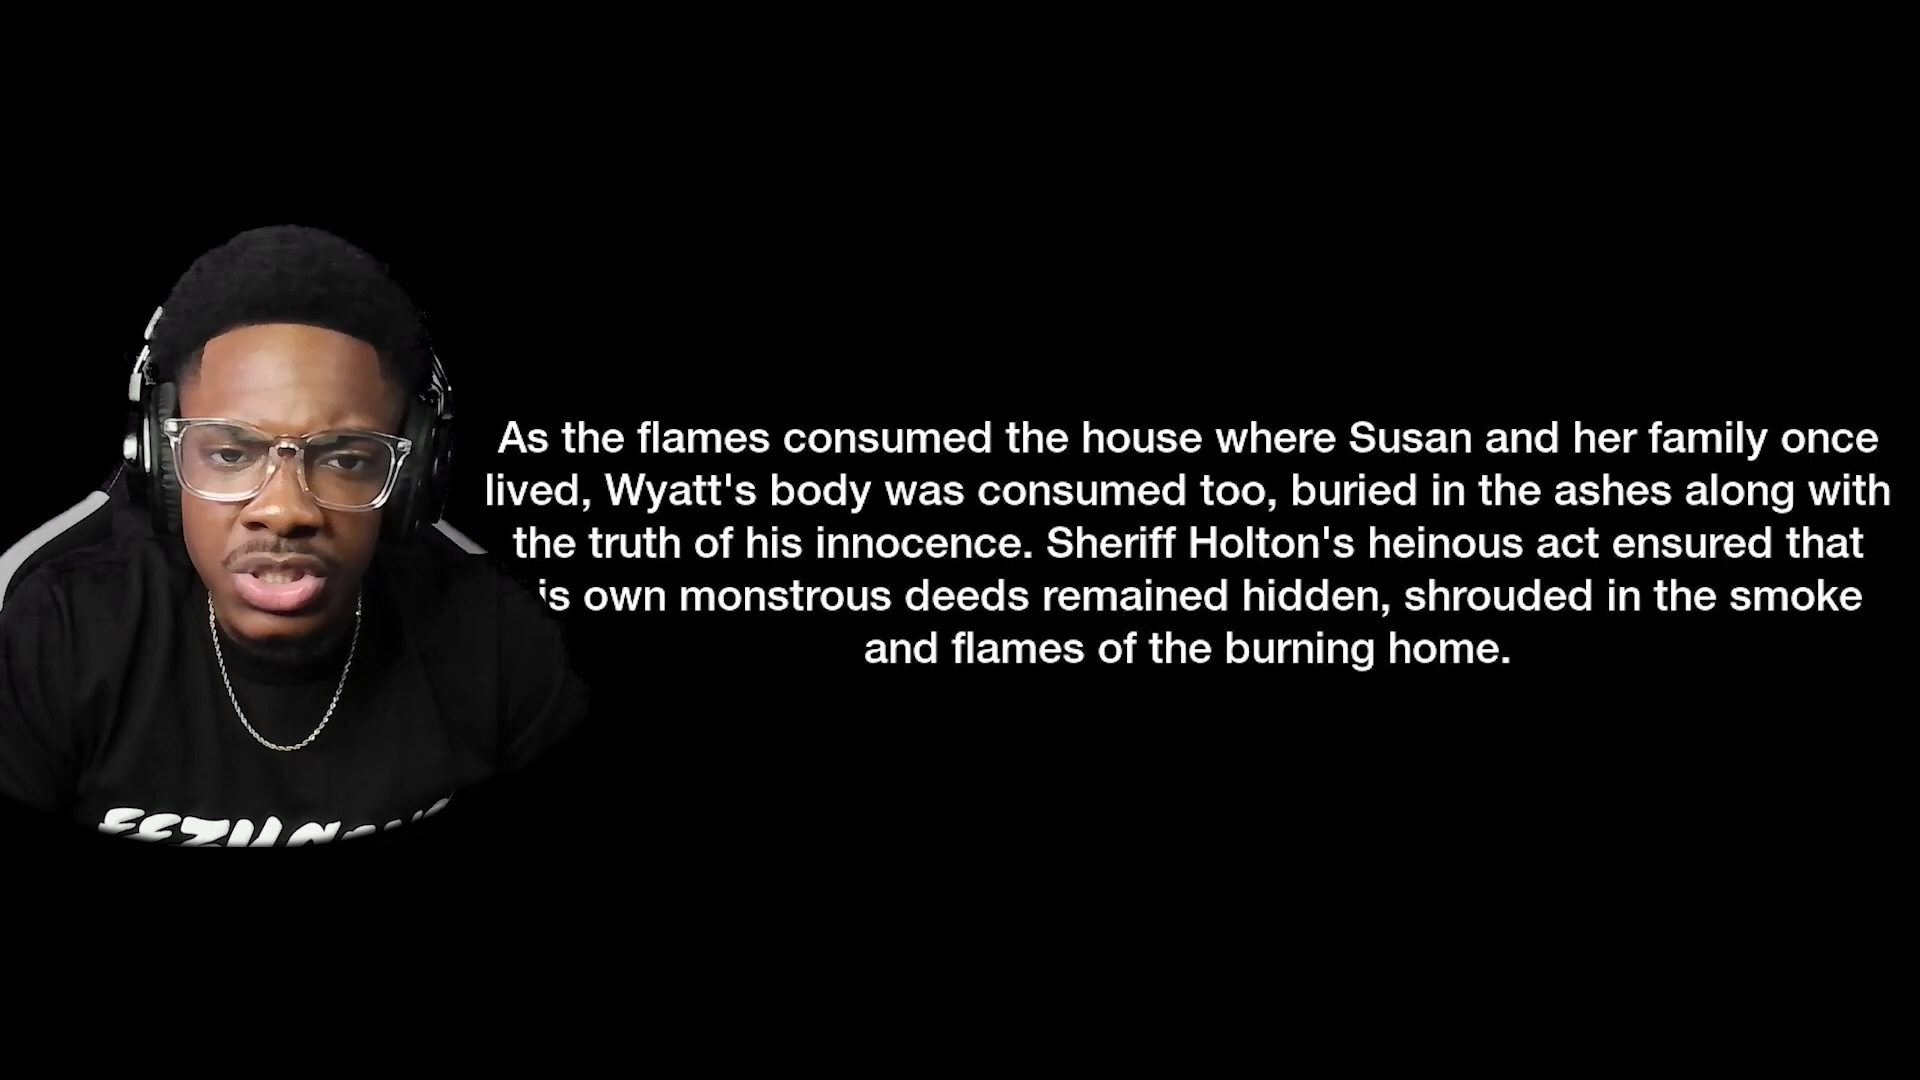 As the flames consumed the house where Susan and her family once
lived, Wyatt's body was consumed too, buried in the ashes along with
the truth of his innocence. Sheriff Holton's heinous act ensured that
is own monstrous deeds remained hidden, shrouded in the smoke
and flames of the burning home.